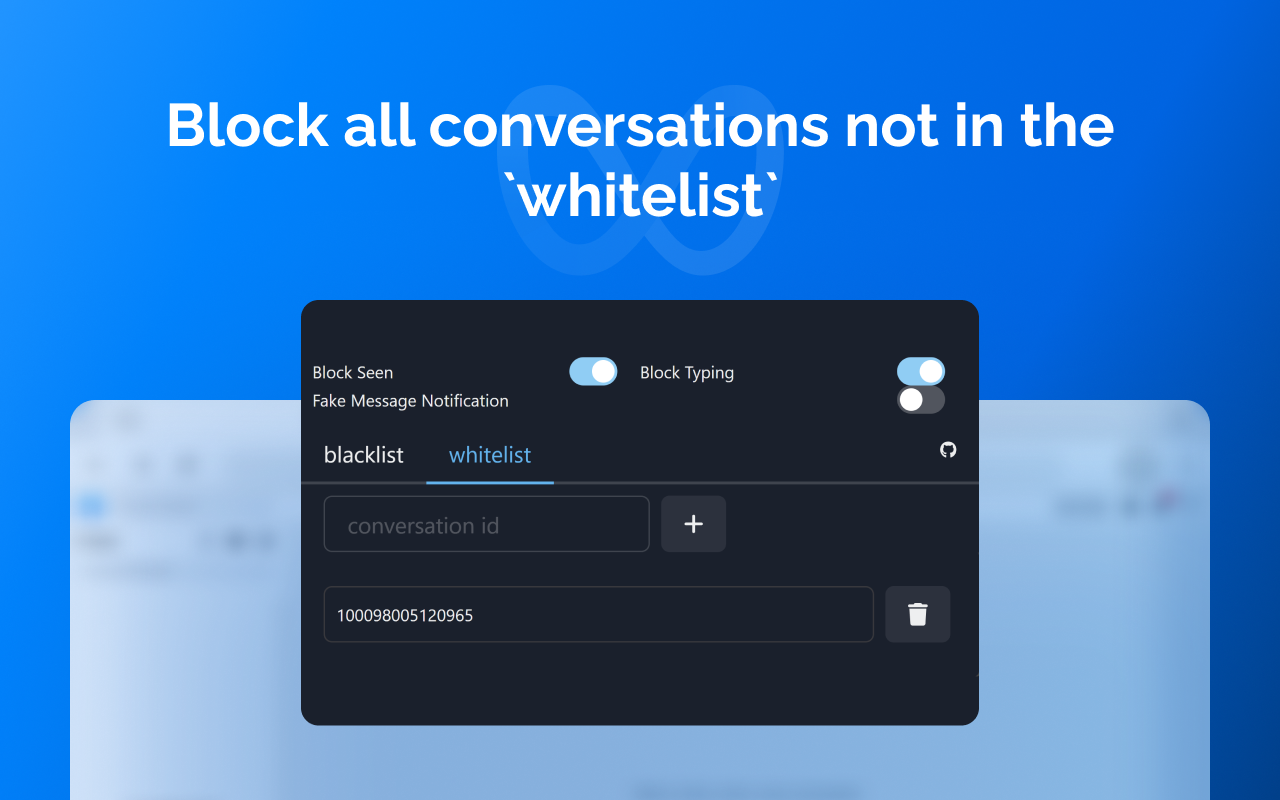 Block all conversations not in the
`whitelist`
Block Seen
Block Typing
Fake Message Notification
blacklist
whitelist
conversation id
100098005120965